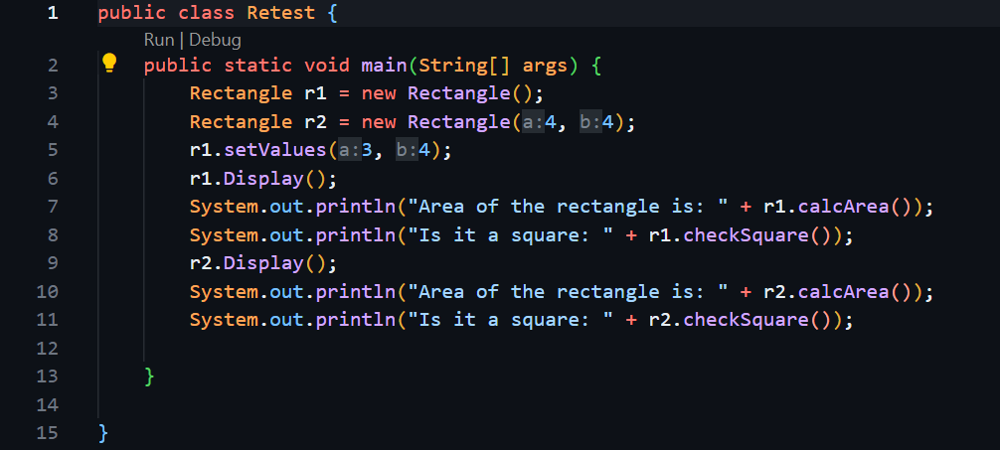 1 public class Retest {
Run | Debug
2 public static void main(String[] args) {
3 Rectangle r1 = new Rectangle();
4 Rectangle r2 = new Rectangle(a:4, b:4);
5 r1.setValues(a:3, b:4);
6 r1.Display();
7 System.out.println("Area of the rectangle is: " + r1.calcArea());
8 System.out.println("Is it a square: " + r1.checkSquare());
9 r2.Display();
10 System.out.println("Area of the rectangle is: " + r2.calcArea());
11 System.out.println("Is it a square: " + r2.checkSquare());
12
13 }
14
15 }